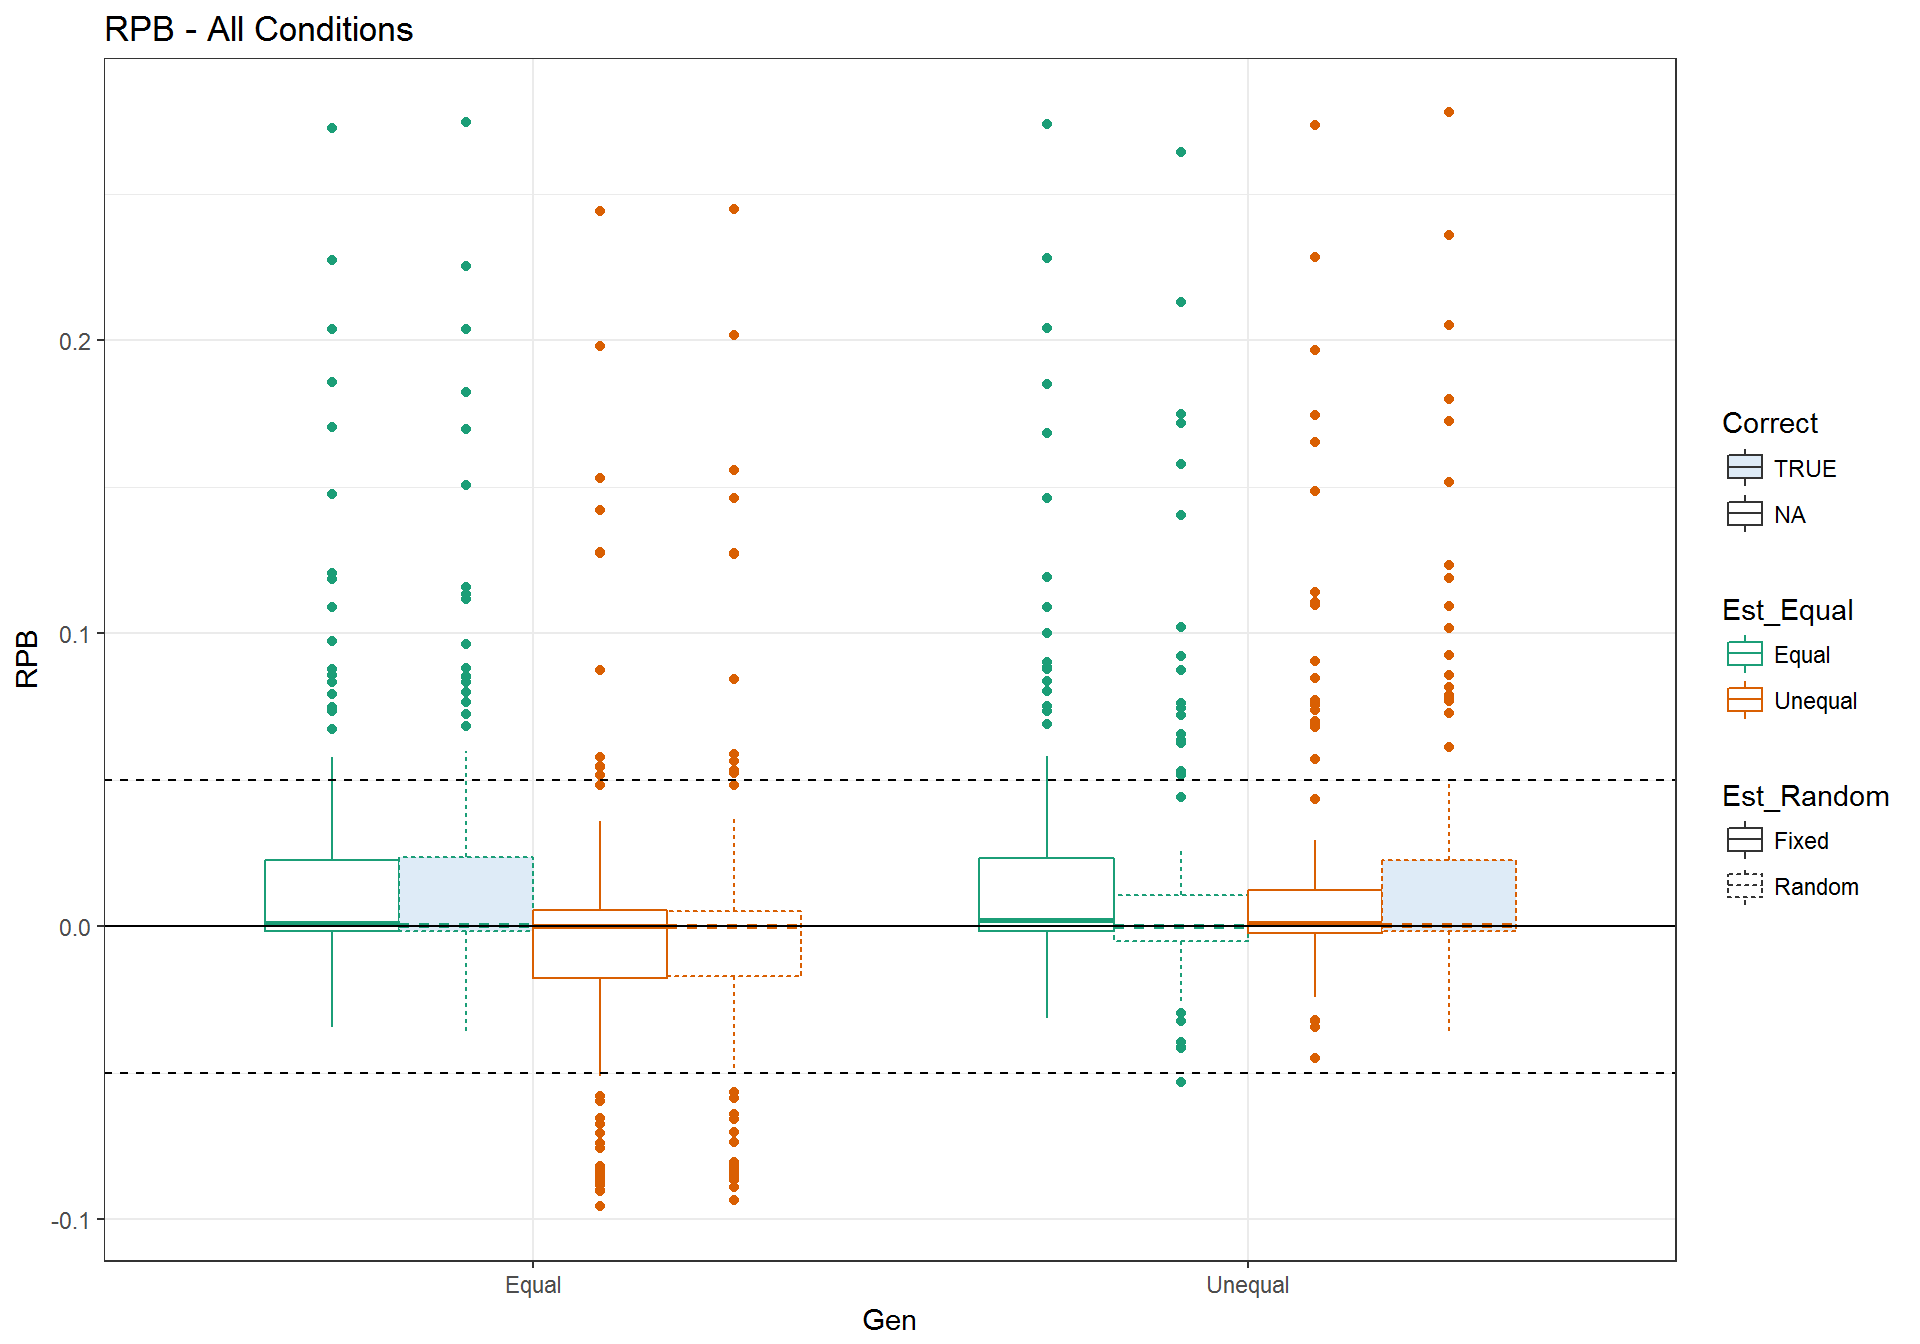 RPB - All Conditions
RPB
0.2
0.1
0.0
-0.1
Equal
Unequal
Gen
Correct
TRUE
NA
Est_Equal
Equal
Unequal
Est_Random
Fixed
Random